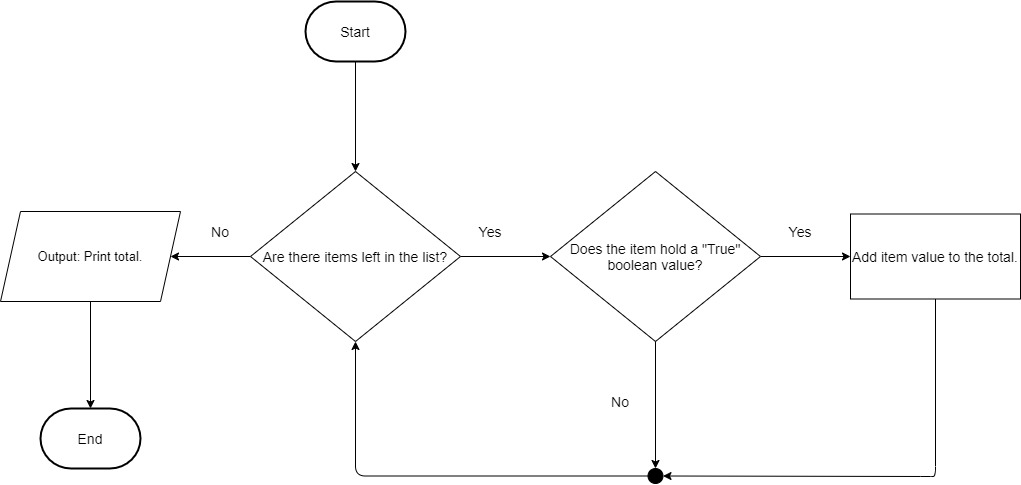 Start
No
Yes
Yes
Output: Print total.
Are there items left in the list?
Does the item hold a "True"
boolean value?
Add item value to the total.
No
End